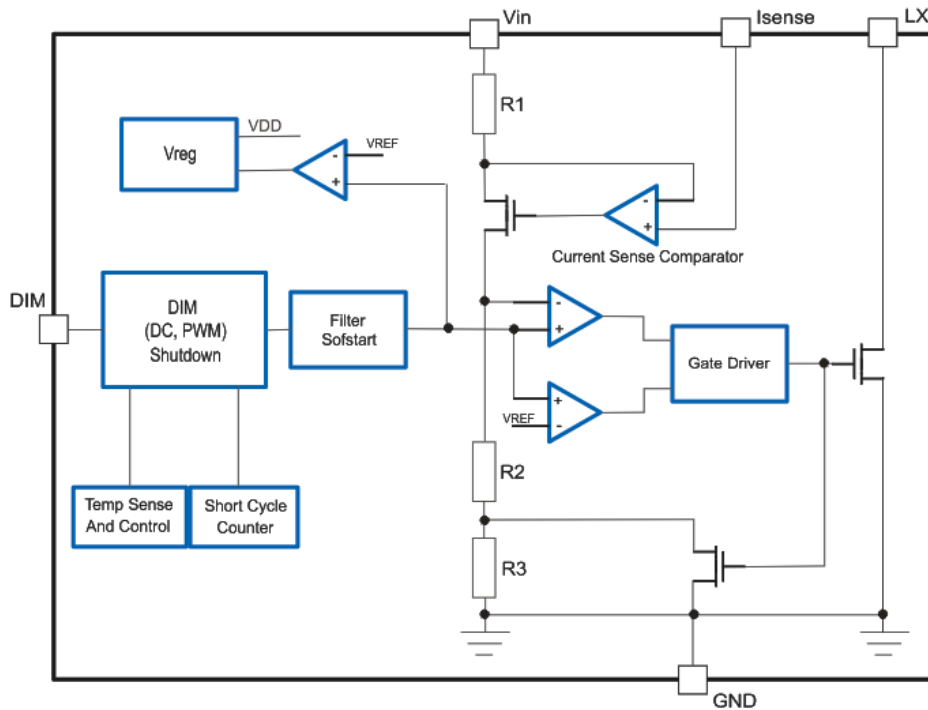 Vin
Isense
LX
R1
VDD
Vreg
VREF
-
+
-
+
Current Sense Comparator
DIM
DIM
(DC, PWM)
Shutdown
Filter
Sofstart
-
+
Gate Driver
+
VREF
-
R2
Temp Sense
And Control
Short Cycle
Counter
R3
GND